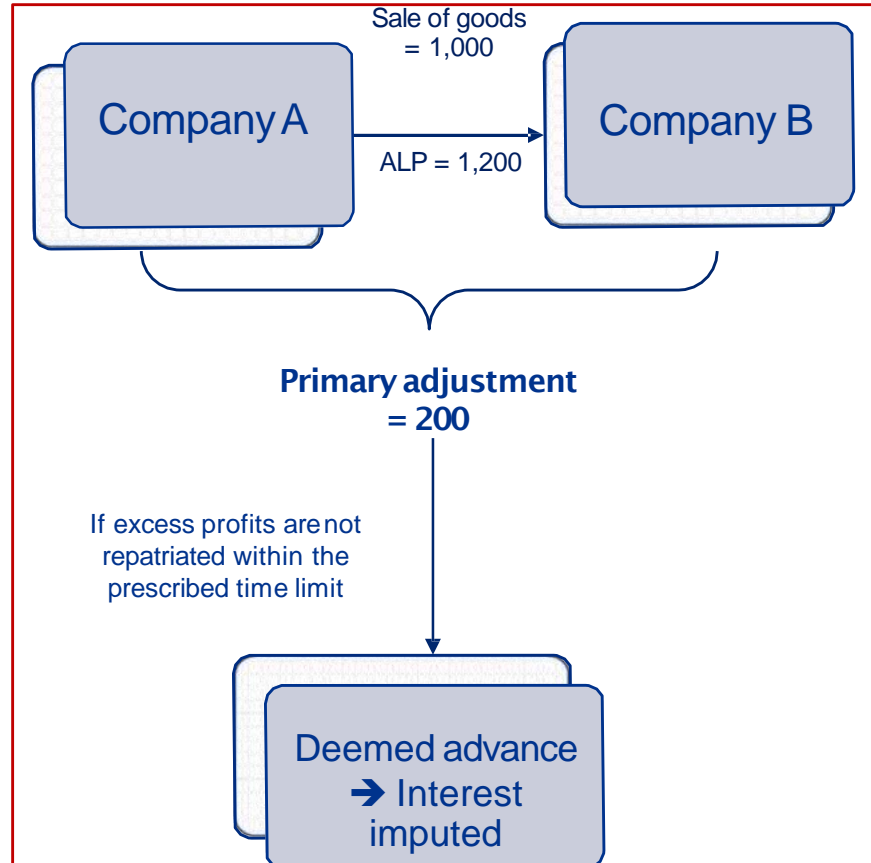 Sale of goods
= 1,000
Company A
Company B
ALP = 1,200
Primary adjustment
= 200
If excess profits are not
repatriated within the
prescribed time limit
Deemed advance
➔ Interest
imputed